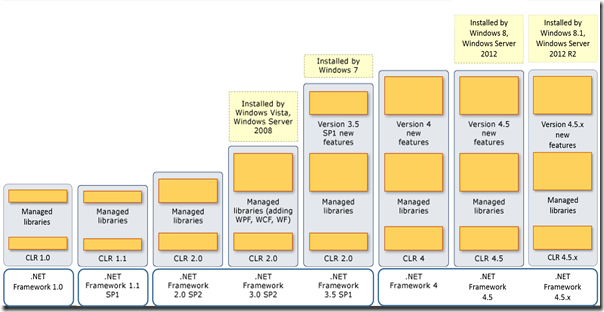 Installed by
Windows 8,
Windows Server
2012
Installed by
Windows 8.1,
Windows Server
2012 R2
Installed by
Windows 7
Installed by
Windows Vista,
Windows Server
2008
Version 3.5
SP1 new
features
Version 4
new
features
Version 4.5
new
features
Version 4.5.x
new
features
Managed
libraries
Managed
libraries
Managed
libraries
Managed
libraries (adding
WPF, WCF, WF)
Managed
libraries
Managed
libraries
Managed
libraries
Managed
libraries
CLR 1.0
CLR 1.1
CLR 2.0
CLR 2.0
CLR 2.0
CLR 4
CLR 4.5
CLR 4.5.x
.NET
Framework 1.0
.NET
Framework 1.1
SP1
.NET
Framework
2.0 SP2
.NET
Framework
3.0 SP2
.NET
Framework
3.5 SP1
.NET
Framework 4
.NET
Framework
4.5
.NET
Framework
4.5.x